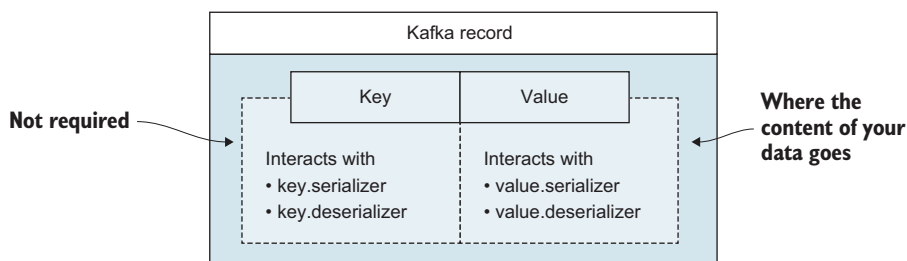 Kafka record
Key
Value
Not required
Where the
content of your
data goes
Interacts with
• key.serializer
• key.deserializer
Interacts with
• value.serializer
• value.deserializer